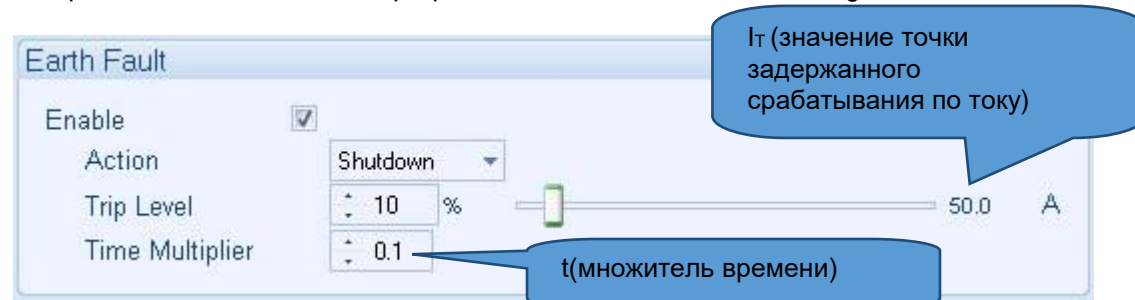 Earth Fault
Iт (значение точки
задержанного
срабатывания по току)
Enable
Action Shutdown
Trip Level 10 % 50.0 A
Time Multiplier 0.1
t(множитель времени)